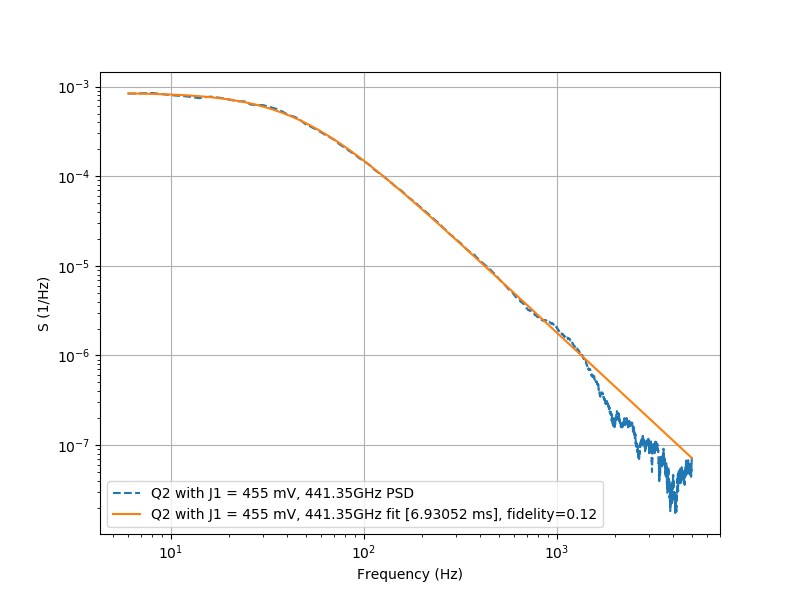 10⁻³
10⁻⁴
10⁻⁵
10⁻⁶
10⁻⁷
S (1/Hz)
Q2 with J1 = 455 mV, 441.35GHz PSD
Q2 with J1 = 455 mV, 441.35GHz fit [6.93052 ms], fidelity=0.12
10¹ 10² 10³
Frequency (Hz)